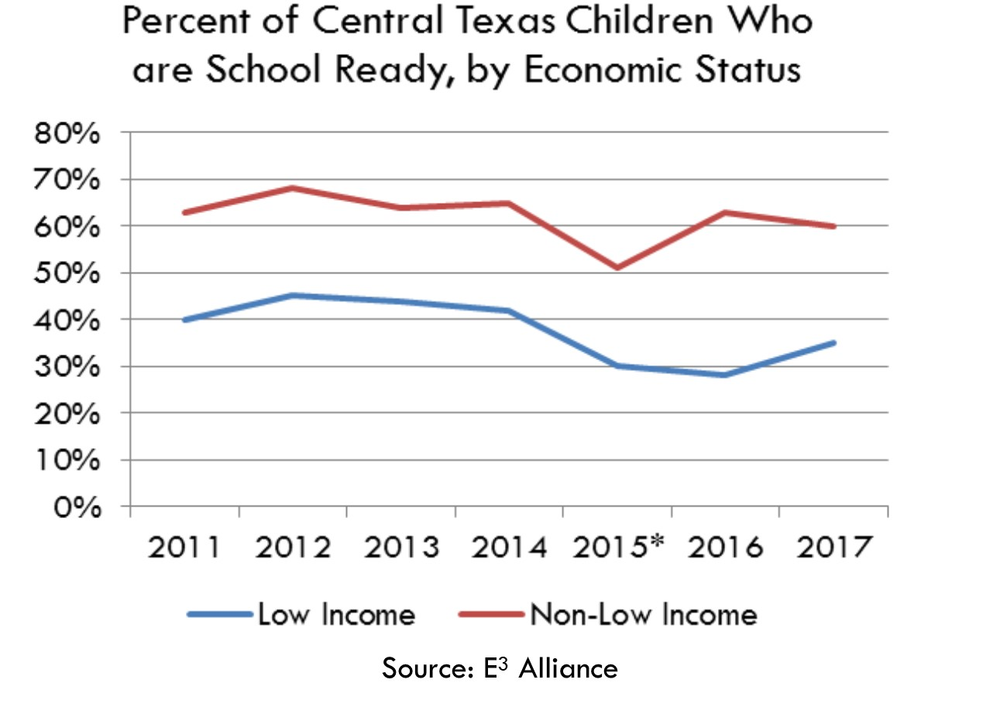 Percent of Central Texas Children Who
are School Ready, by Economic Status
80%
70%
60%
50%
40%
30%
20%
10%
0%
2011 2012 2013 2014 2015* 2016 2017
Low Income Non-Low Income
Source: E³ Alliance